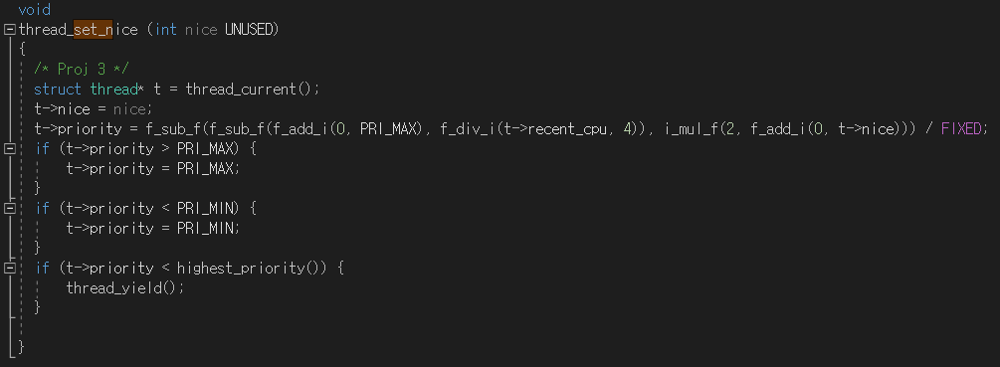 void
thread_set_nice (int nice UNUSED)
{
/* Proj 3 */
struct thread* t = thread_current();
t->nice = nice;
t->priority = f_sub_f(f_sub_f(f_add_i(0, PRI_MAX), f_div_i(t->recent_cpu, 4)), i_mul_f(2, f_add_i(0, t->nice))) / FIXED;
if (t->priority > PRI_MAX) {
t->priority = PRI_MAX;
}
if (t->priority < PRI_MIN) {
t->priority = PRI_MIN;
}
if (t->priority < highest_priority()) {
thread_yield();
}
}